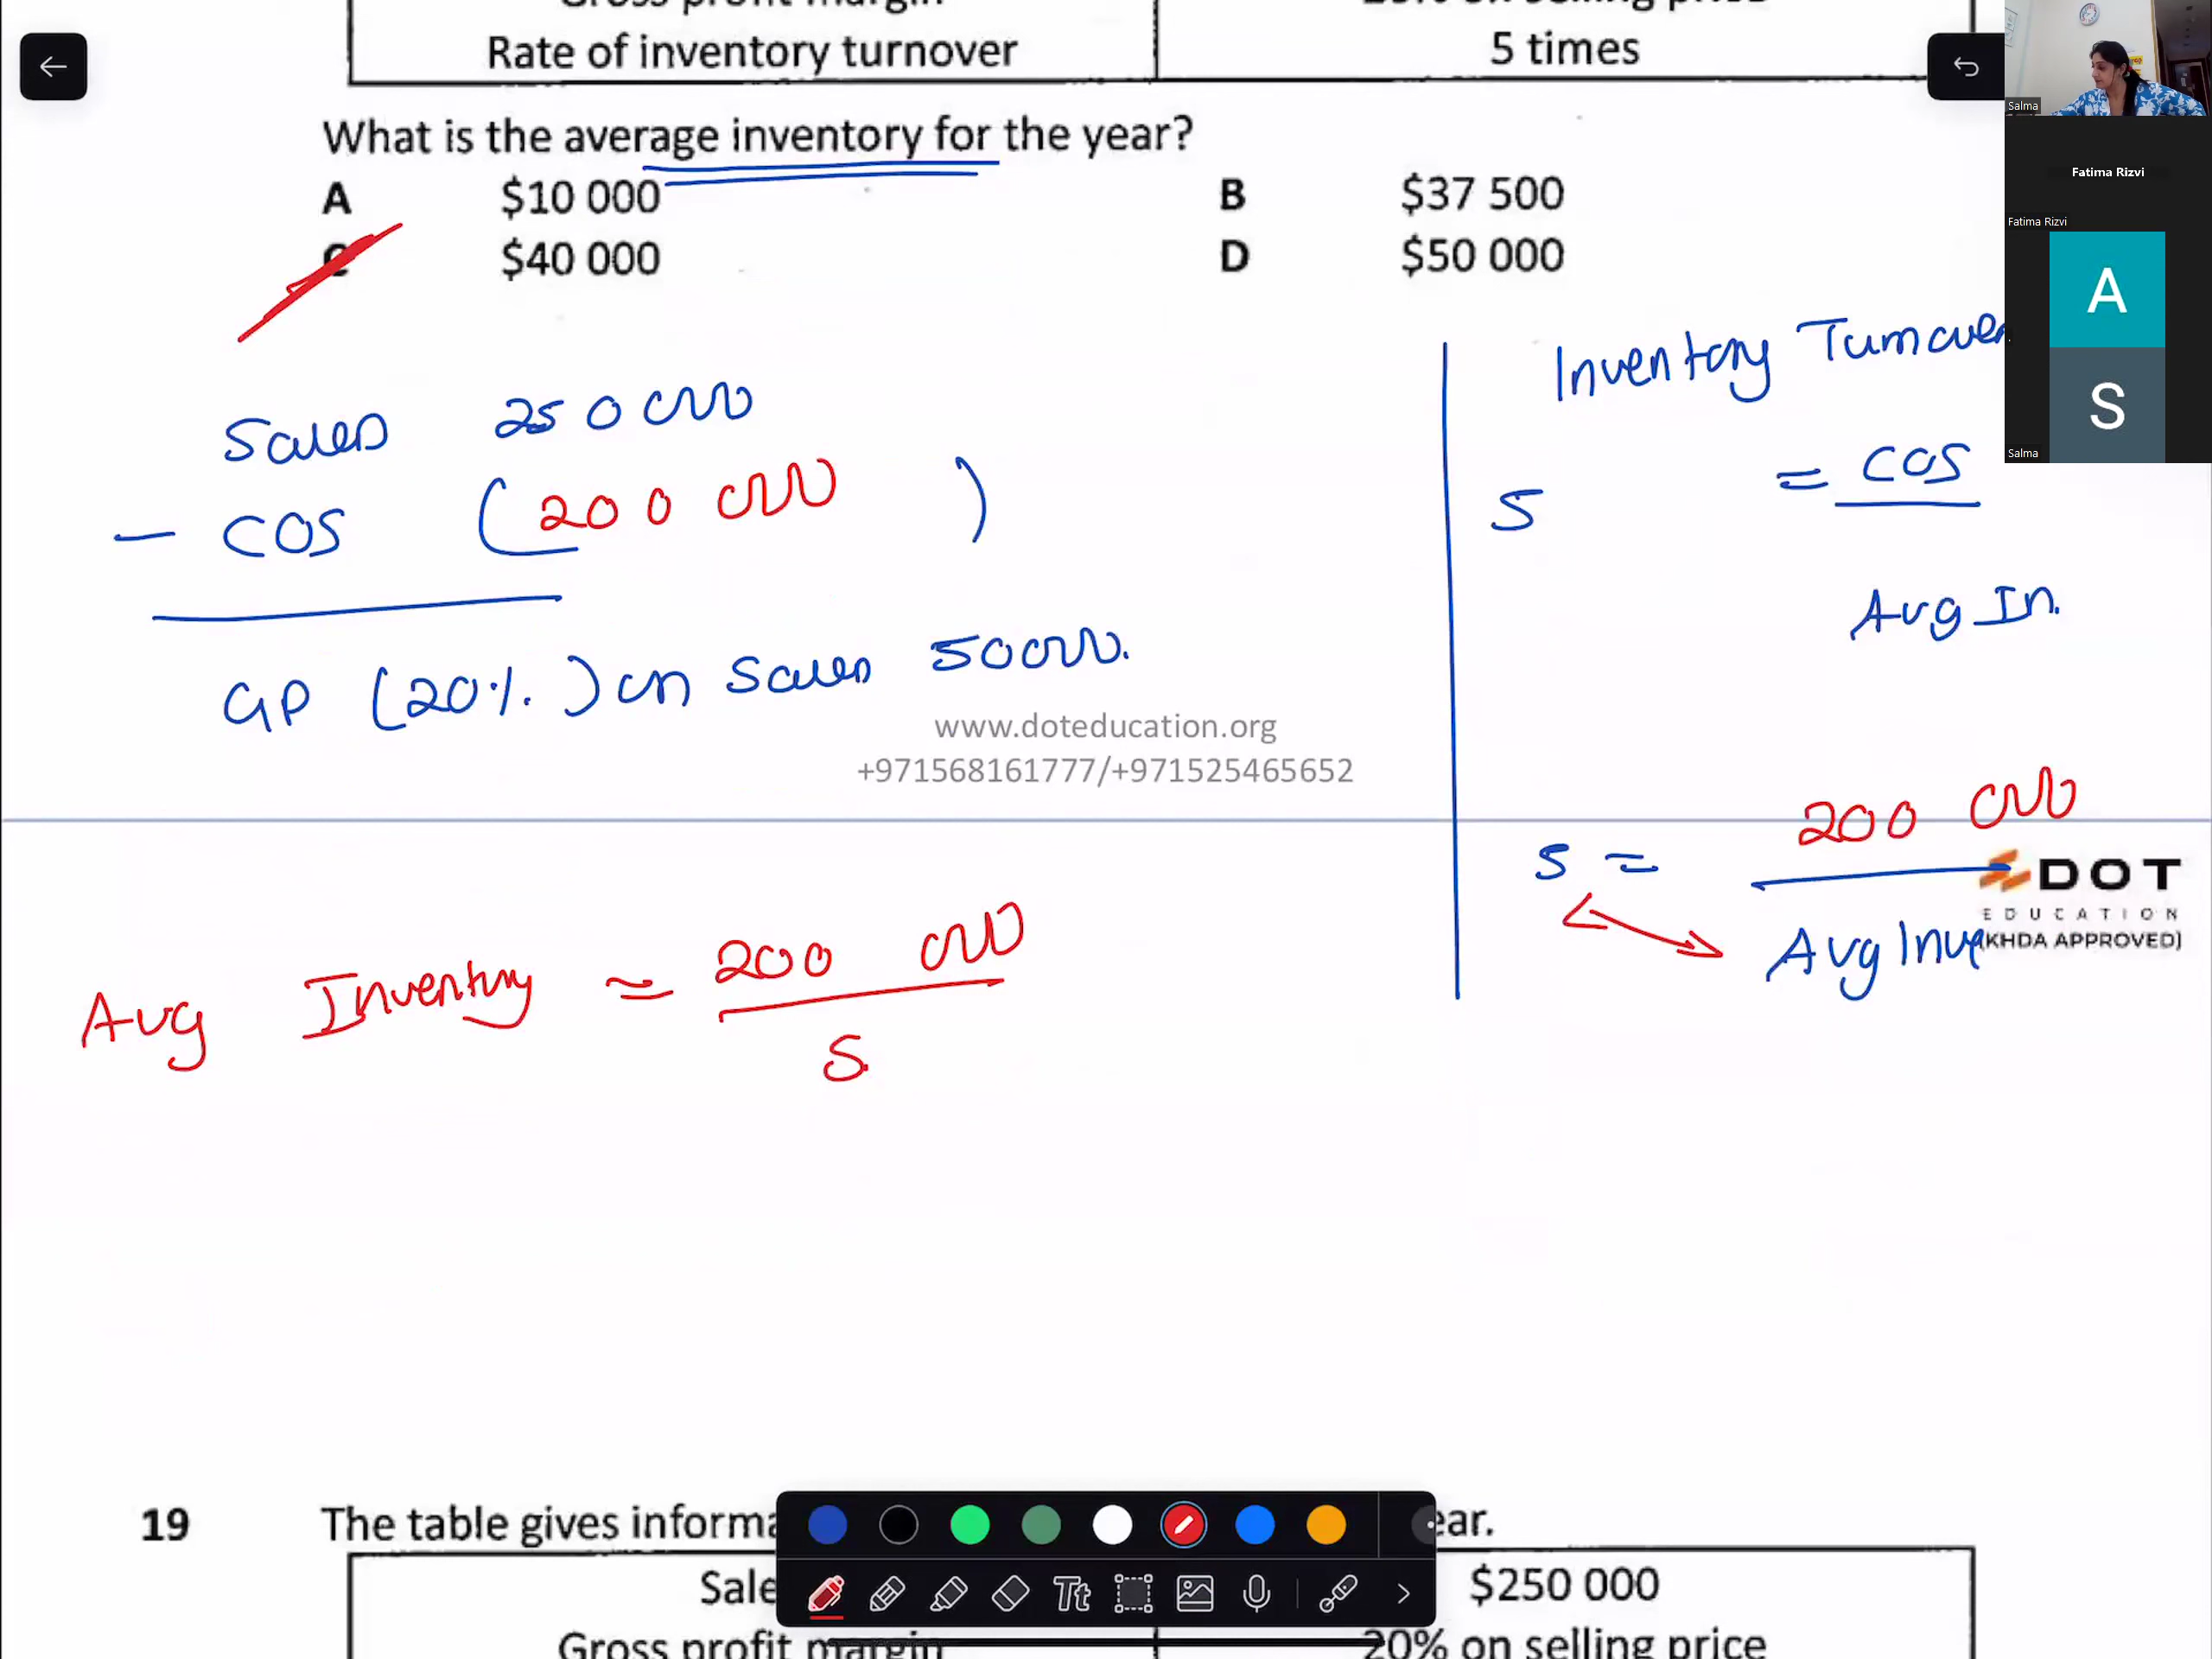 Rate of inventory turnover 5 times
What is the average inventory for the year?
A $10 000 B $37 500
C $40 000 D $50 000
Salma
Fatima Rizvi
Fatima Rizvi
A
S
Salma
Inventory Turnover
Sales 250 000
- COS (200 000)
5 = COS
Avg In.
GP (20%.) on Sales 50000.
www.doteducation.org
+971568161777/+971525465652
5 = 200 000
Avg Inve
DOT
EDUCATION
(KHDA APPROVED)
Avg Inventory = 200 000
5
19 The table gives informa ear.
Sale $250 000
Gross profit margin 20% on selling price
Tt